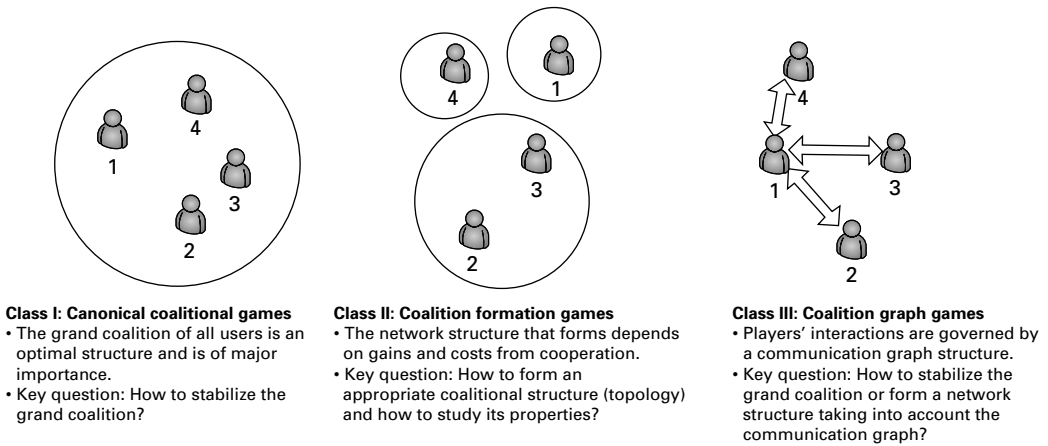 1
4
3
2
4
1
3
2
4
1
3
2
Class I: Canonical coalitional games
• The grand coalition of all users is an
optimal structure and is of major
importance.
• Key question: How to stabilize the
grand coalition?
Class II: Coalition formation games
• The network structure that forms depends
on gains and costs from cooperation.
• Key question: How to form an
appropriate coalitional structure (topology)
and how to study its properties?
Class III: Coalition graph games
• Players’ interactions are governed by
a communication graph structure.
• Key question: How to stabilize the
grand coalition or form a network
structure taking into account the
communication graph?